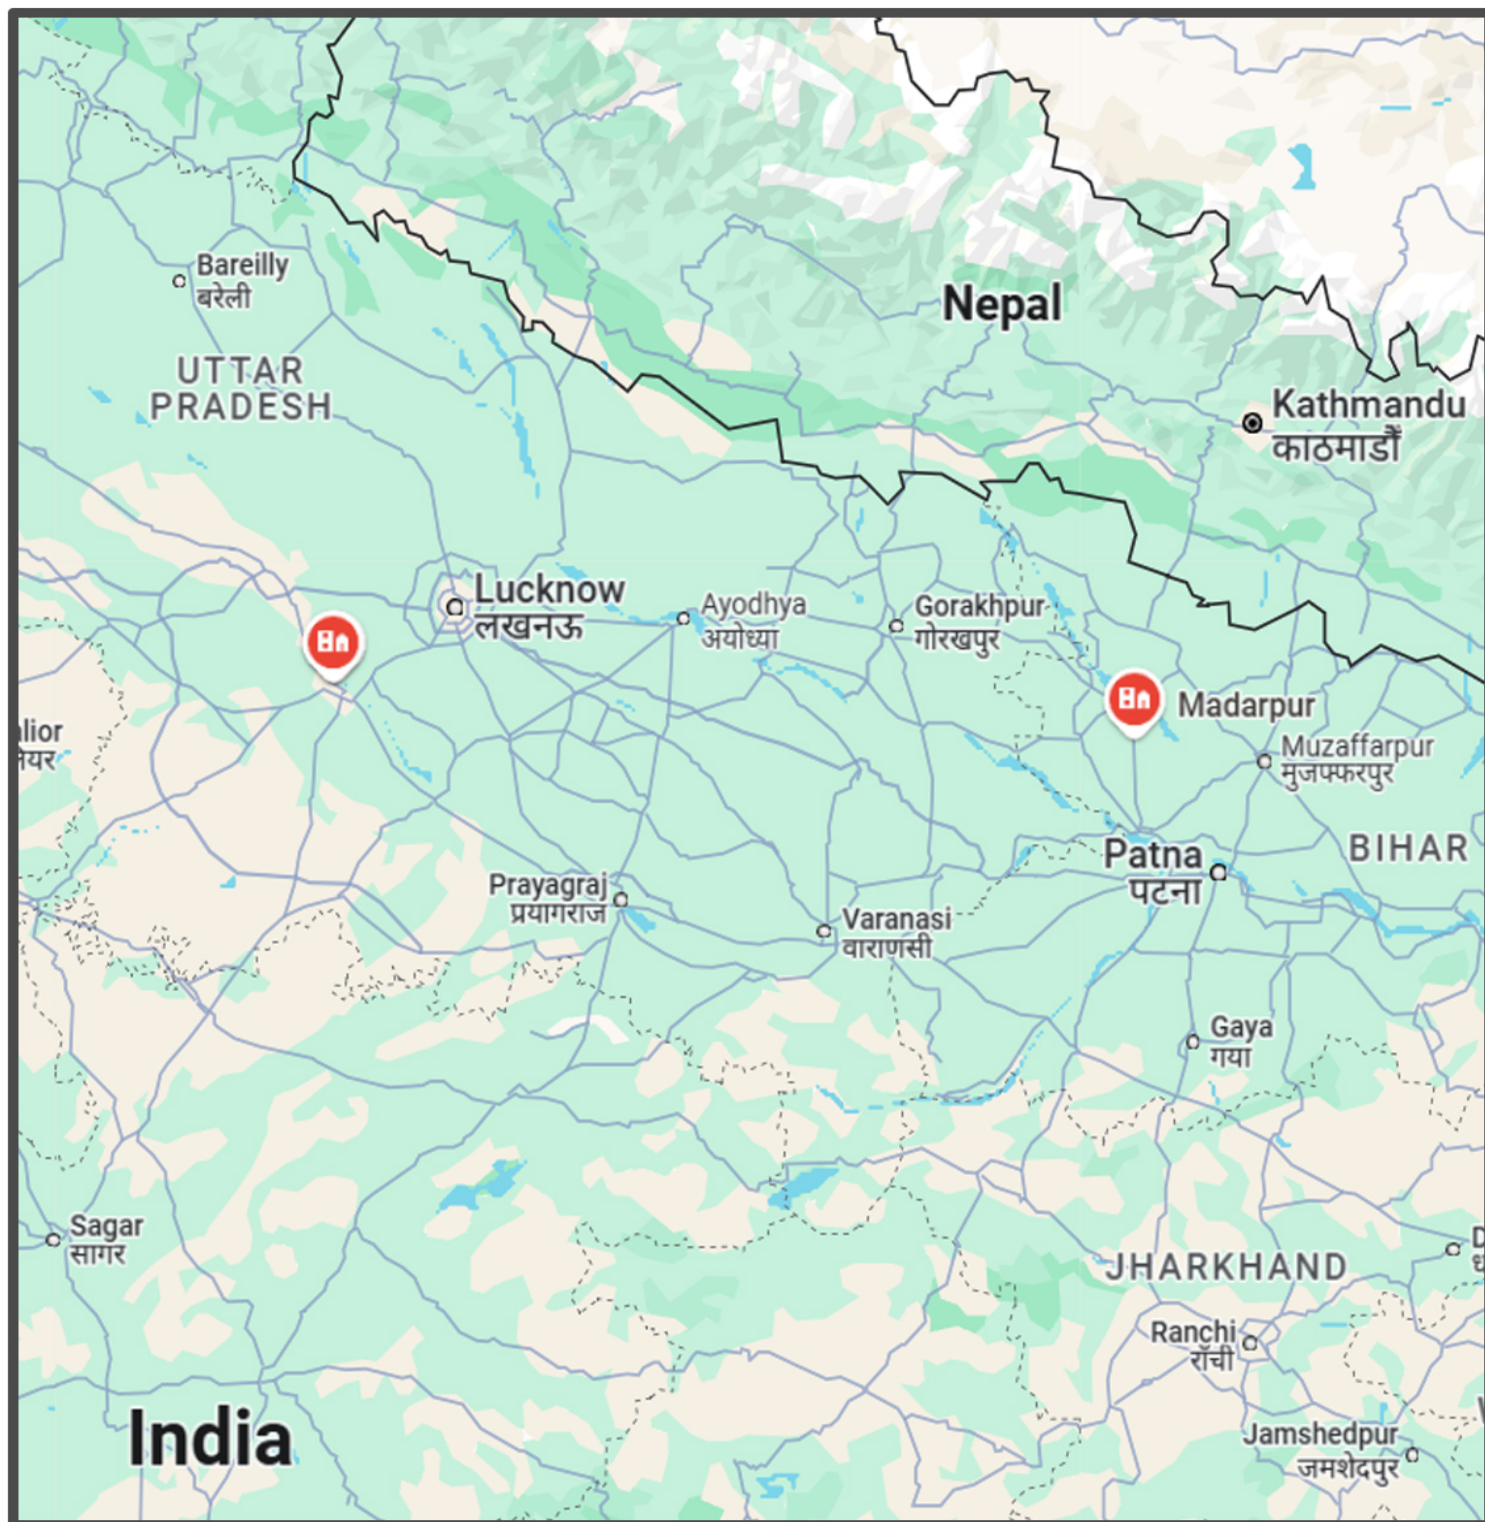 Bareilly
बरेली
UTTAR
PRADESH
Nepal
Kathmandu
काठमाडौँ
Lucknow
लखनऊ
Ayodhya
अयोध्या
Gorakhpur
गोरखपुर
Madarpur
Muzaffarpur
मुजफ्फरपुर
BIHAR
Patna
पटना
Prayagraj
प्रयागराज
Varanasi
वाराणसी
Gaya
गया
Sagar
सागर
JHARKHAND
Ranchi
राँची
India
Jamshedpur
जमशेदपुर